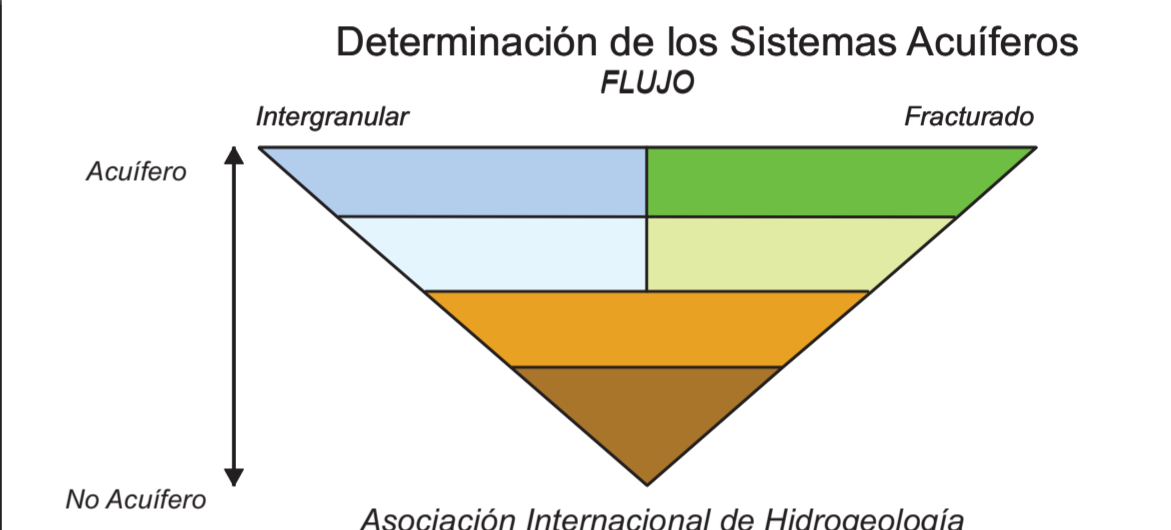 Determinación de los Sistemas Acuíferos
FLUJO
Intergranular
Fracturado
Acuífero
No Acuífero
Asociación Internacional de Hidrogeología